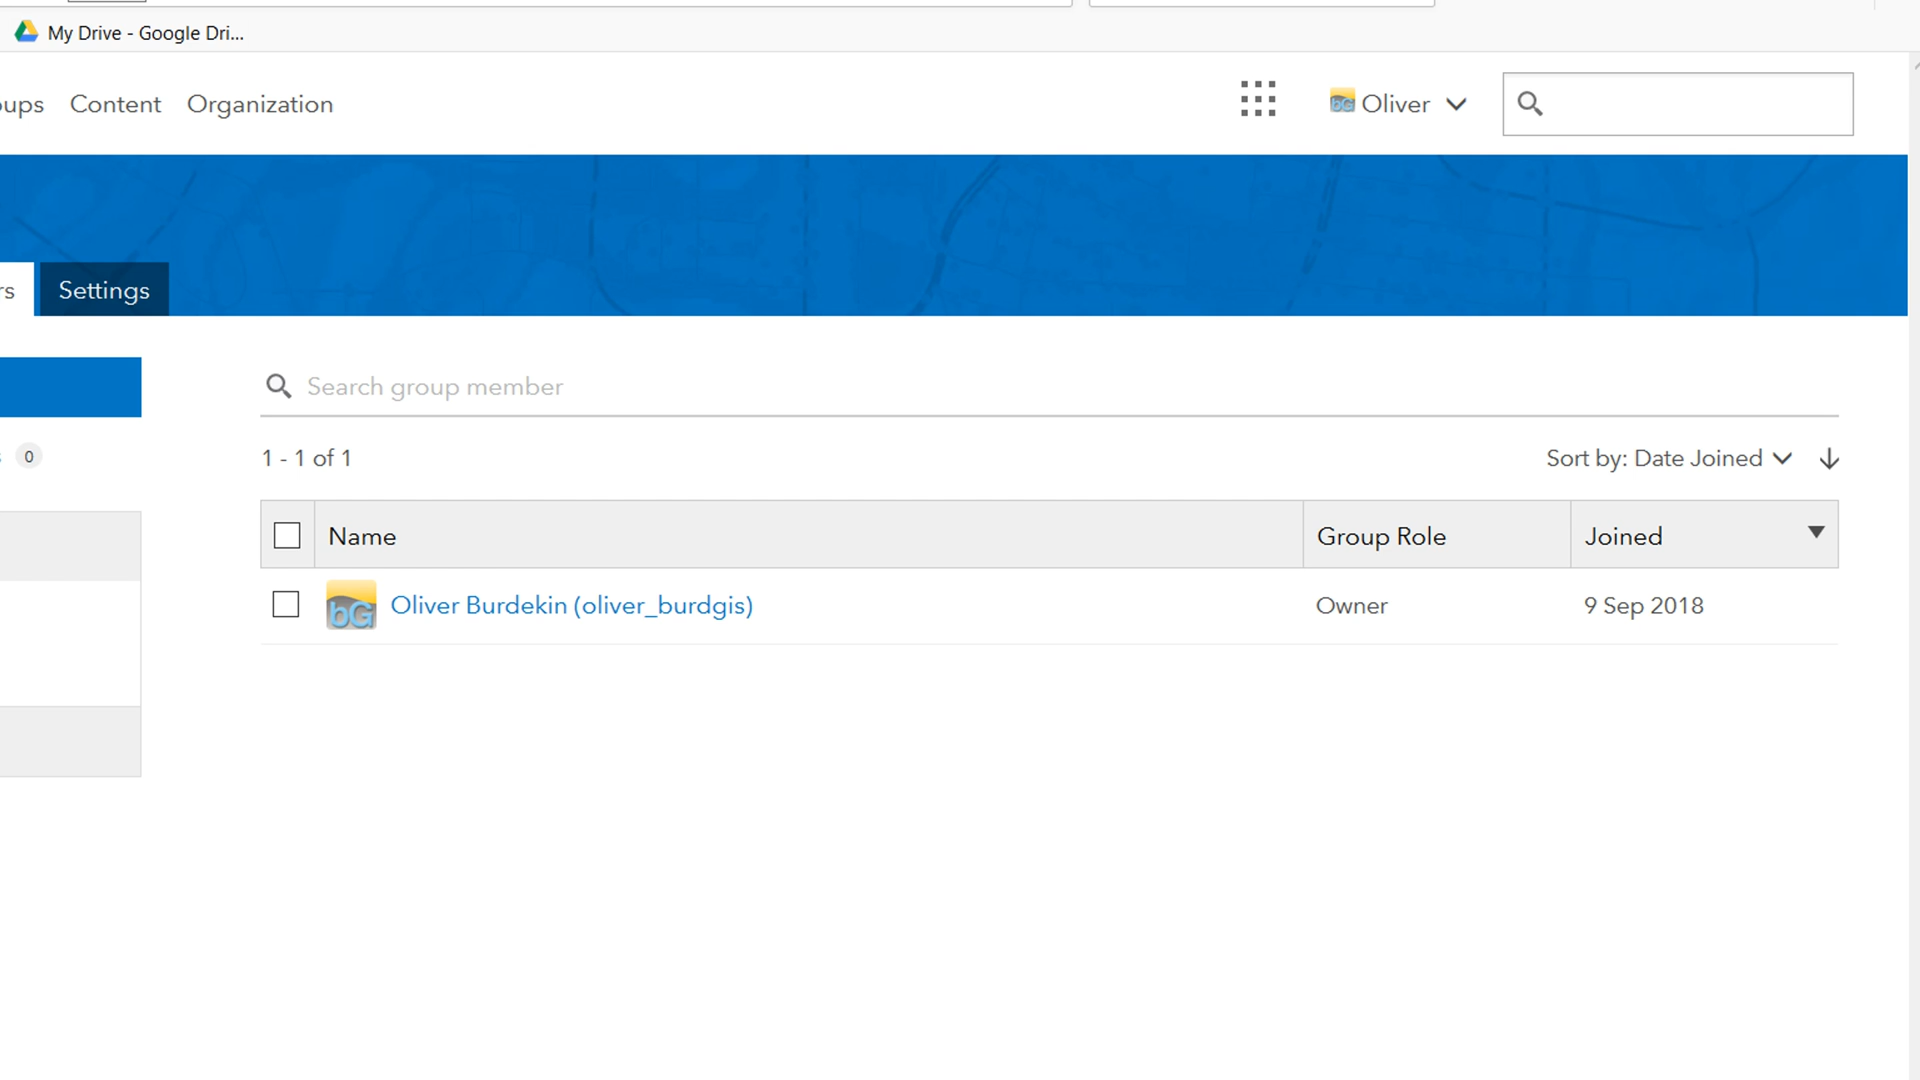 My Drive - Google Dri...
Content Organization
Oliver
Settings
Search group member
0
1 - 1 of 1
Sort by: Date Joined
Name Group Role Joined
bG Oliver Burdekin (oliver_burdgis) Owner 9 Sep 2018